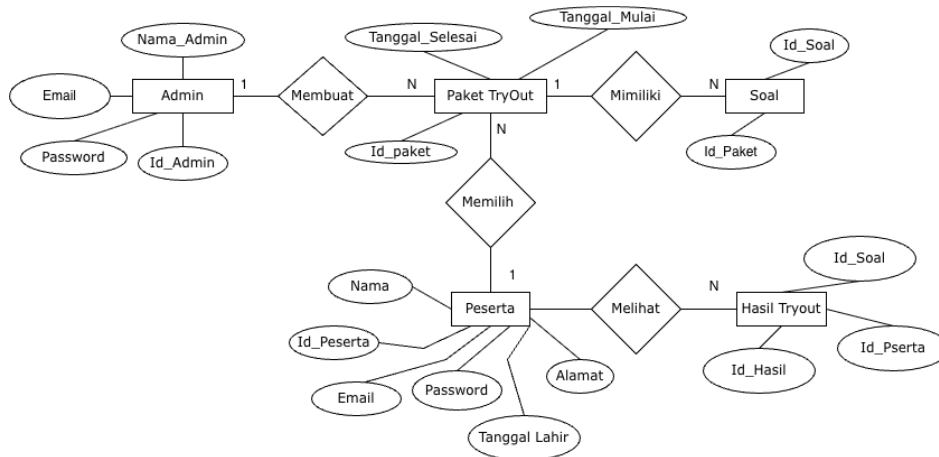 Tanggal_Mulai
Nama_Admin
Tanggal_Selesai
Id_Soal
Email
Admin
1
Membuat
N
Paket TryOut
1
Mimiliki
N
Soal
Password
Id_Admin
Id_paket
N
Id_Paket
Memilih
Id_Soal
Nama
1
N
Peserta
Melihat
Hasil Tryout
Id_Peserta
Id_Pserta
Email
Password
Alamat
Id_Hasil
Tanggal Lahir